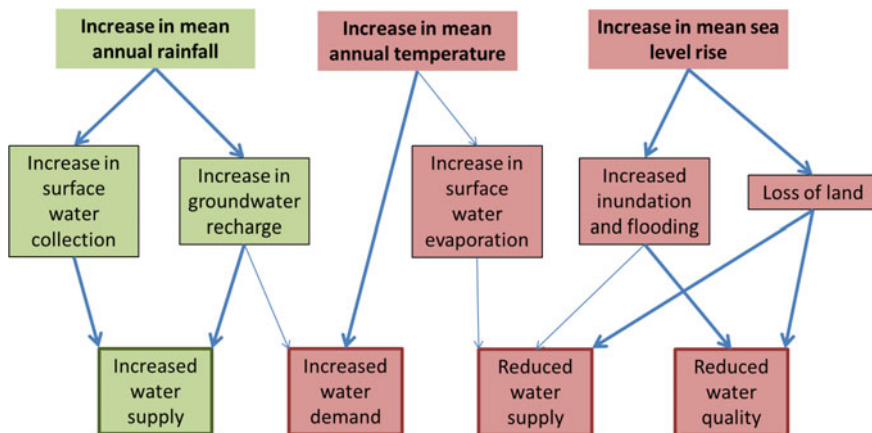 Increase in mean
annual rainfall
Increase in mean
annual temperature
Increase in mean sea
level rise
Increase in
surface
water
collection
Increase in
groundwater
recharge
Increase in
surface
water
evaporation
Increased
inundation
and flooding
Loss of land
Increased
water
supply
Increased
water
demand
Reduced
water
supply
Reduced
water
quality